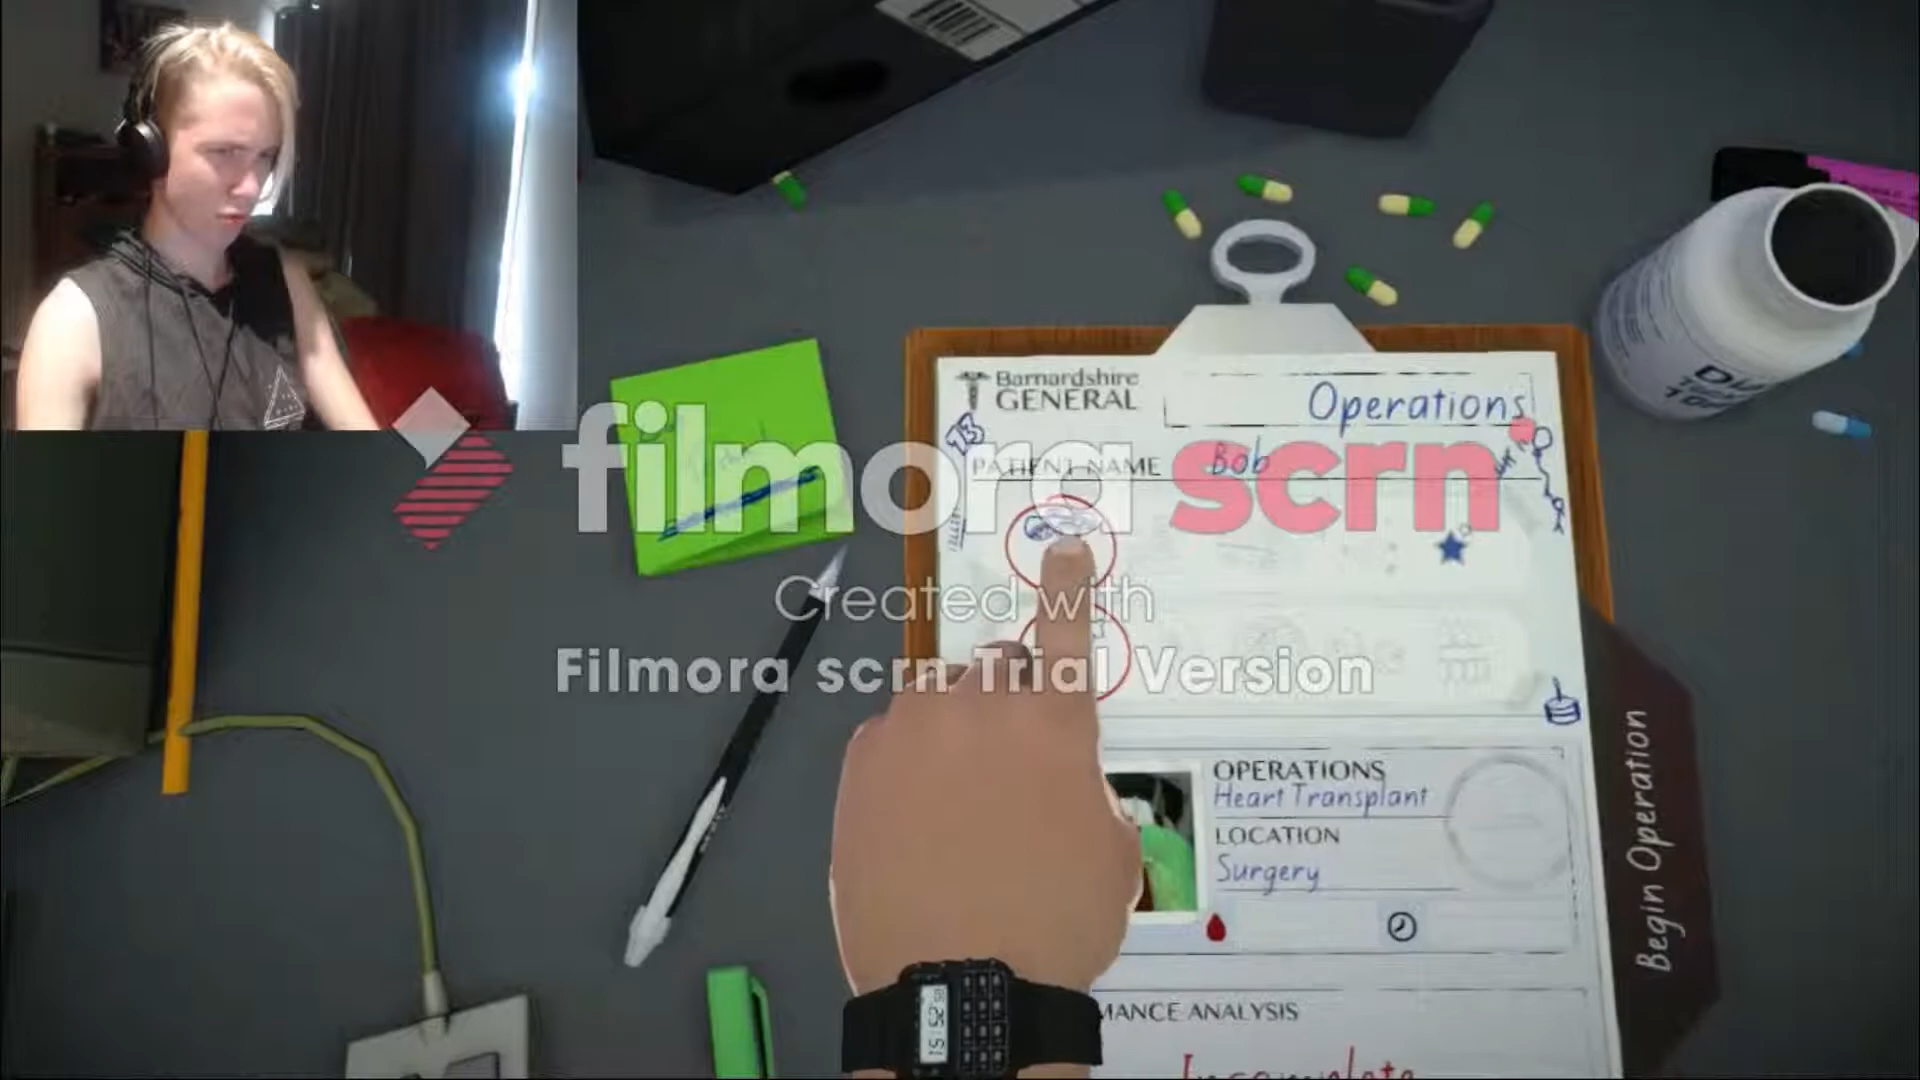 Barnardshire
GENERAL
Operations
PATIENT NAME Bob
filmora scrn
Created with
Filmora scrn Trial Version
OPERATIONS
Heart Transplant
LOCATION
Surgery
Begin Operation
MANCE ANALYSIS
Incomplete